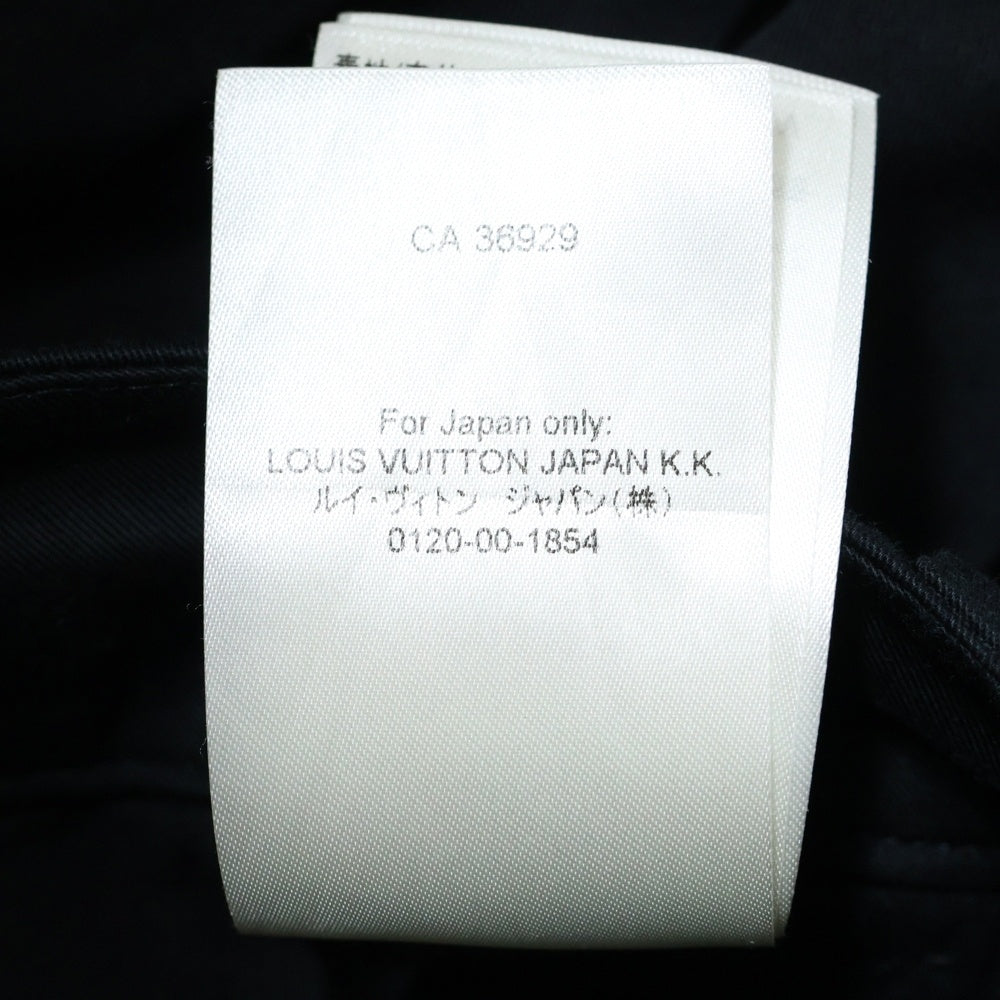 CA 36929
For Japan only:
LOUIS VUITTON JAPAN K.K.
ルイ・ヴィトン ジャパン(株)
0120-00-1854